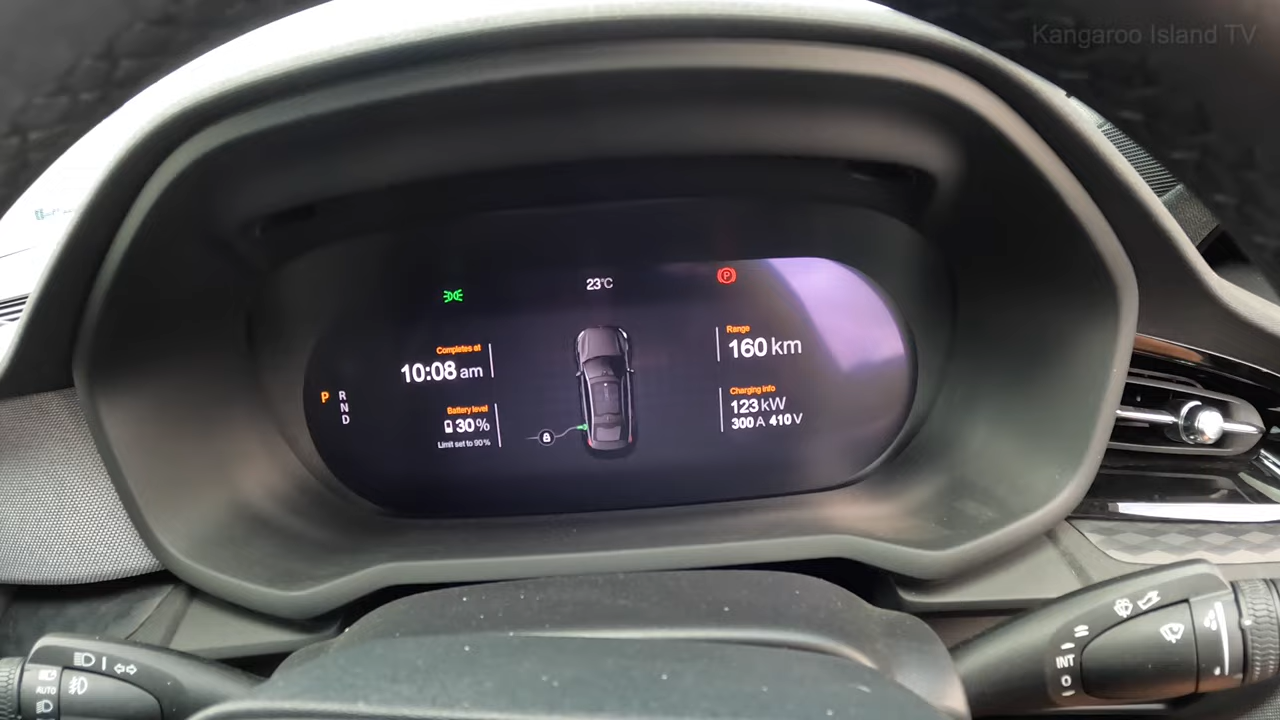 Kangaroo Island TV
23°C
P
Completes at
10:08 am
Range
160 km
P R
N
D
Battery level
30%
Limit set to 90%
Charging info
123 kW
300 A 410 V
INT
O
AUTO